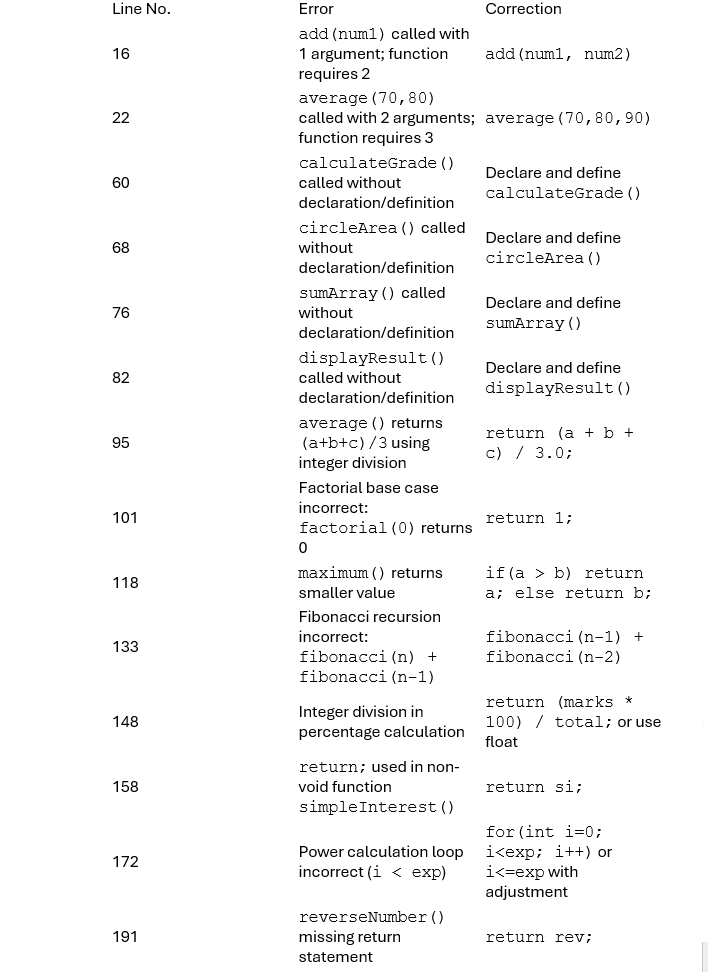 Line No. Error Correction
add(num1) called with
16 1 argument; function add(num1, num2)
requires 2
average(70,80)
22 called with 2 arguments; average(70,80,90)
function requires 3
calculateGrade()
60 called without Declare and define
declaration/definition calculateGrade()
circleArea() called
68 without Declare and define
declaration/definition circleArea()
sumArray() called
76 without Declare and define
declaration/definition sumArray()
displayResult()
82 called without Declare and define
declaration/definition displayResult()
average() returns
95 (a+b+c)/3 using return (a + b +
integer division c) / 3.0;
Factorial base case
incorrect:
101 factorial(0) returns return 1;
0
118 maximum() returns if(a > b) return
smaller value a; else return b;
Fibonacci recursion
incorrect: fibonacci(n-1) +
133 fibonacci(n) + fibonacci(n-2)
fibonacci(n-1)
return (marks *
148 Integer division in 100) / total; or use
percentage calculation float
return; used in non-
158 void function return si;
simpleInterest()
for(int i=0;
172 Power calculation loop i<exp; i++) or
incorrect (i < exp) i<=exp with
adjustment
reverseNumber()
191 missing return return rev;
statement